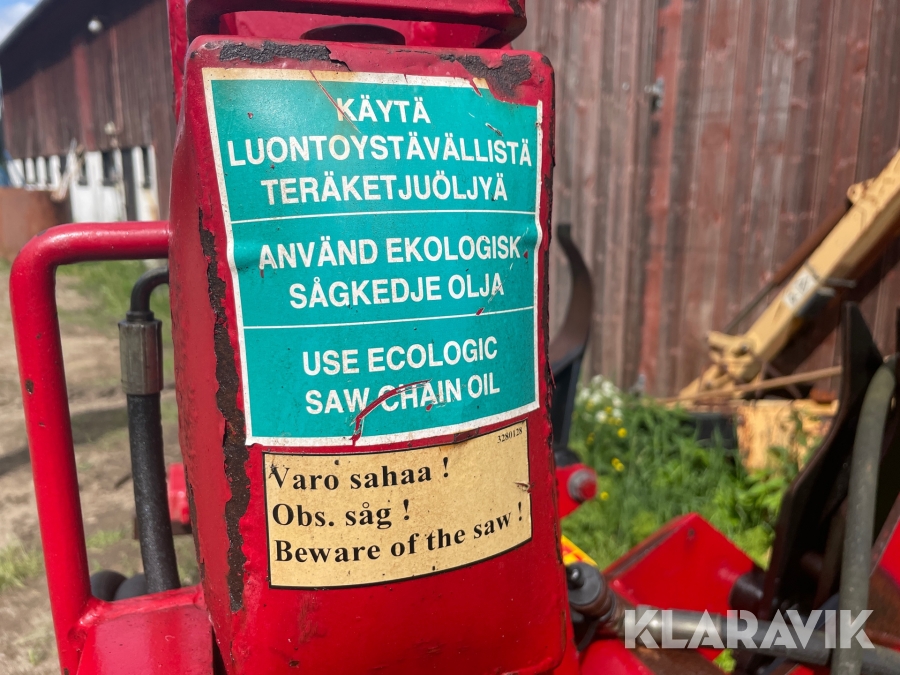 KÄYTÄ
LUONTOYSTÄVÄLLISTÄ
TERÄKETJUÖLJYÄ
ANVÄND EKOLOGISK
SÅGKEDJE OLJA
USE ECOLOGIC
SAW CHAIN OIL
3280128
Varo sahaa !
Obs. såg !
Beware of the saw !
KLARAVIK